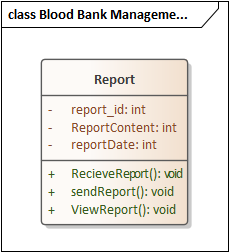 class Blood Bank Manageme...
Report
- report_id: int
- ReportContent: int
- reportDate: int
+ RecieveReport(): void
+ sendReport(): void
+ ViewReport(): void